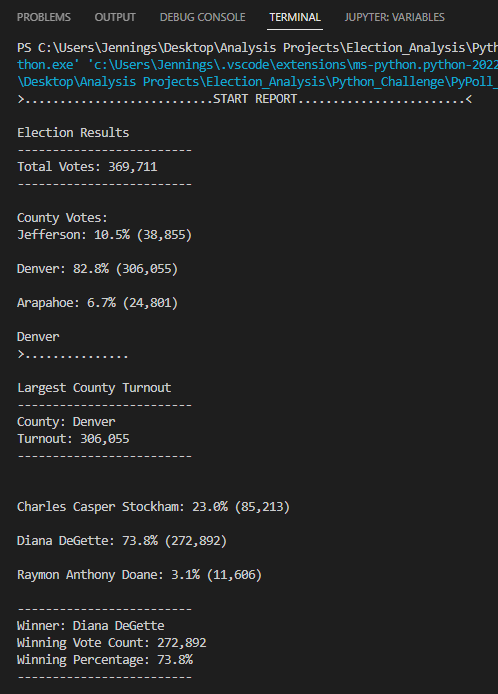 PROBLEMS OUTPUT DEBUG CONSOLE TERMINAL JUPYTER: VARIABLES
PS C:\Users\Jennings\Desktop\Analysis Projects\Election_Analysis\Pyth
thon.exe' 'c:\Users\Jennings\.vscode\extensions\ms-python.python-2022
\Desktop\Analysis Projects\Election_Analysis\Python_Challenge\PyPoll_
>...........................START REPORT........................<
Election Results
-------------------------
Total Votes: 369,711
-------------------------
County Votes:
Jefferson: 10.5% (38,855)
Denver: 82.8% (306,055)
Arapahoe: 6.7% (24,801)
Denver
>...............
Largest County Turnout
-------------------------
County: Denver
Turnout: 306,055
-------------------------
Charles Casper Stockham: 23.0% (85,213)
Diana DeGette: 73.8% (272,892)
Raymon Anthony Doane: 3.1% (11,606)
-------------------------
Winner: Diana DeGette
Winning Vote Count: 272,892
Winning Percentage: 73.8%
-------------------------